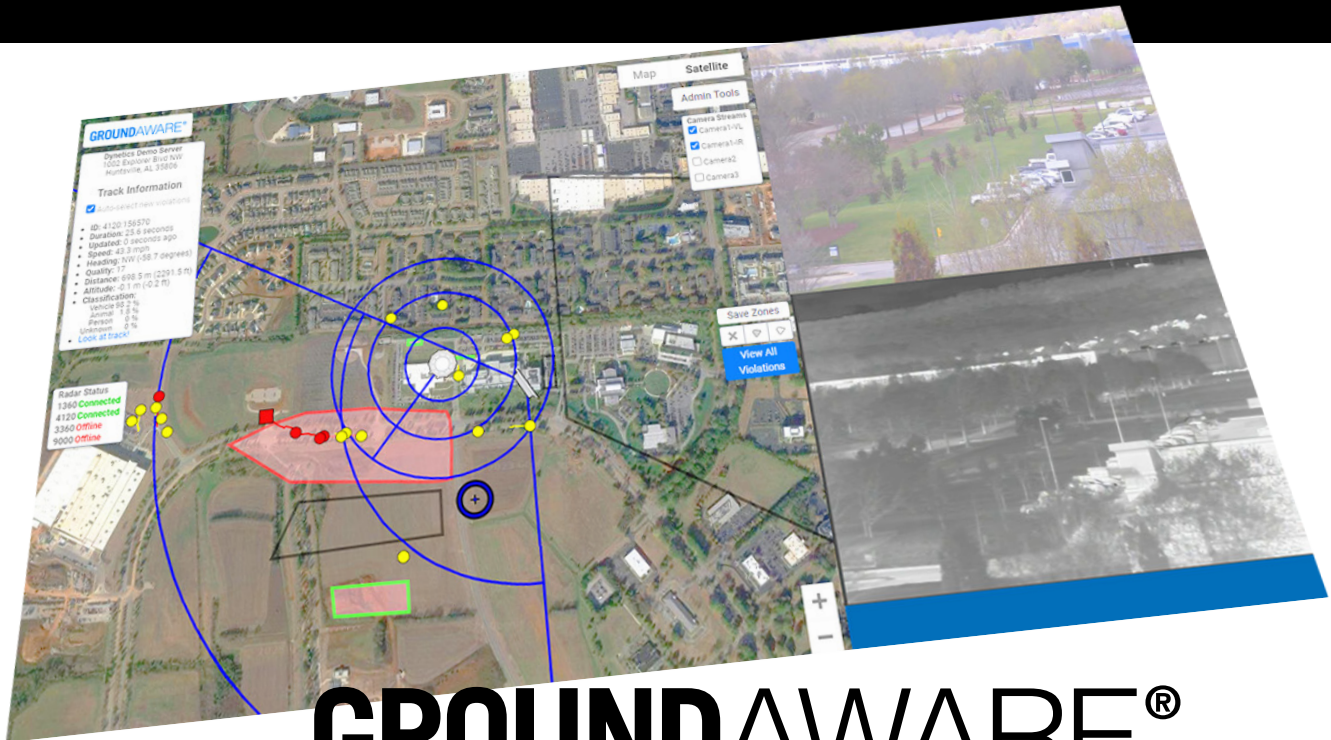 Map Satellite
Admin Tools
Camera Streams
Camera1-VL
Camera1-IR
Camera2
Camera3
GROUNDAWARE®
Dynetics Demo Server
1002 Explorer Blvd NW
Huntsville, AL 35806
Track Information
Auto-select new violations
ID: 4120:156570
Duration: 25.6 seconds
Updated: 0 seconds ago
Speed: 43.3 mph
Heading: NW (-58.7 degrees)
Quality: 17
Distance: 698.5 m (2291.5 ft)
Altitude: -0.1 m (-0.2 ft)
Classification:
Vehicle 98.2 %
Animal 1.8 %
Person 0 %
Unknown 0 %
Look at track!
Save Zones
View All
Violations
Radar Status
1360 Connected
4120 Connected
3360 Offline
9000 Offline
+
−
GROUNDAWARE®